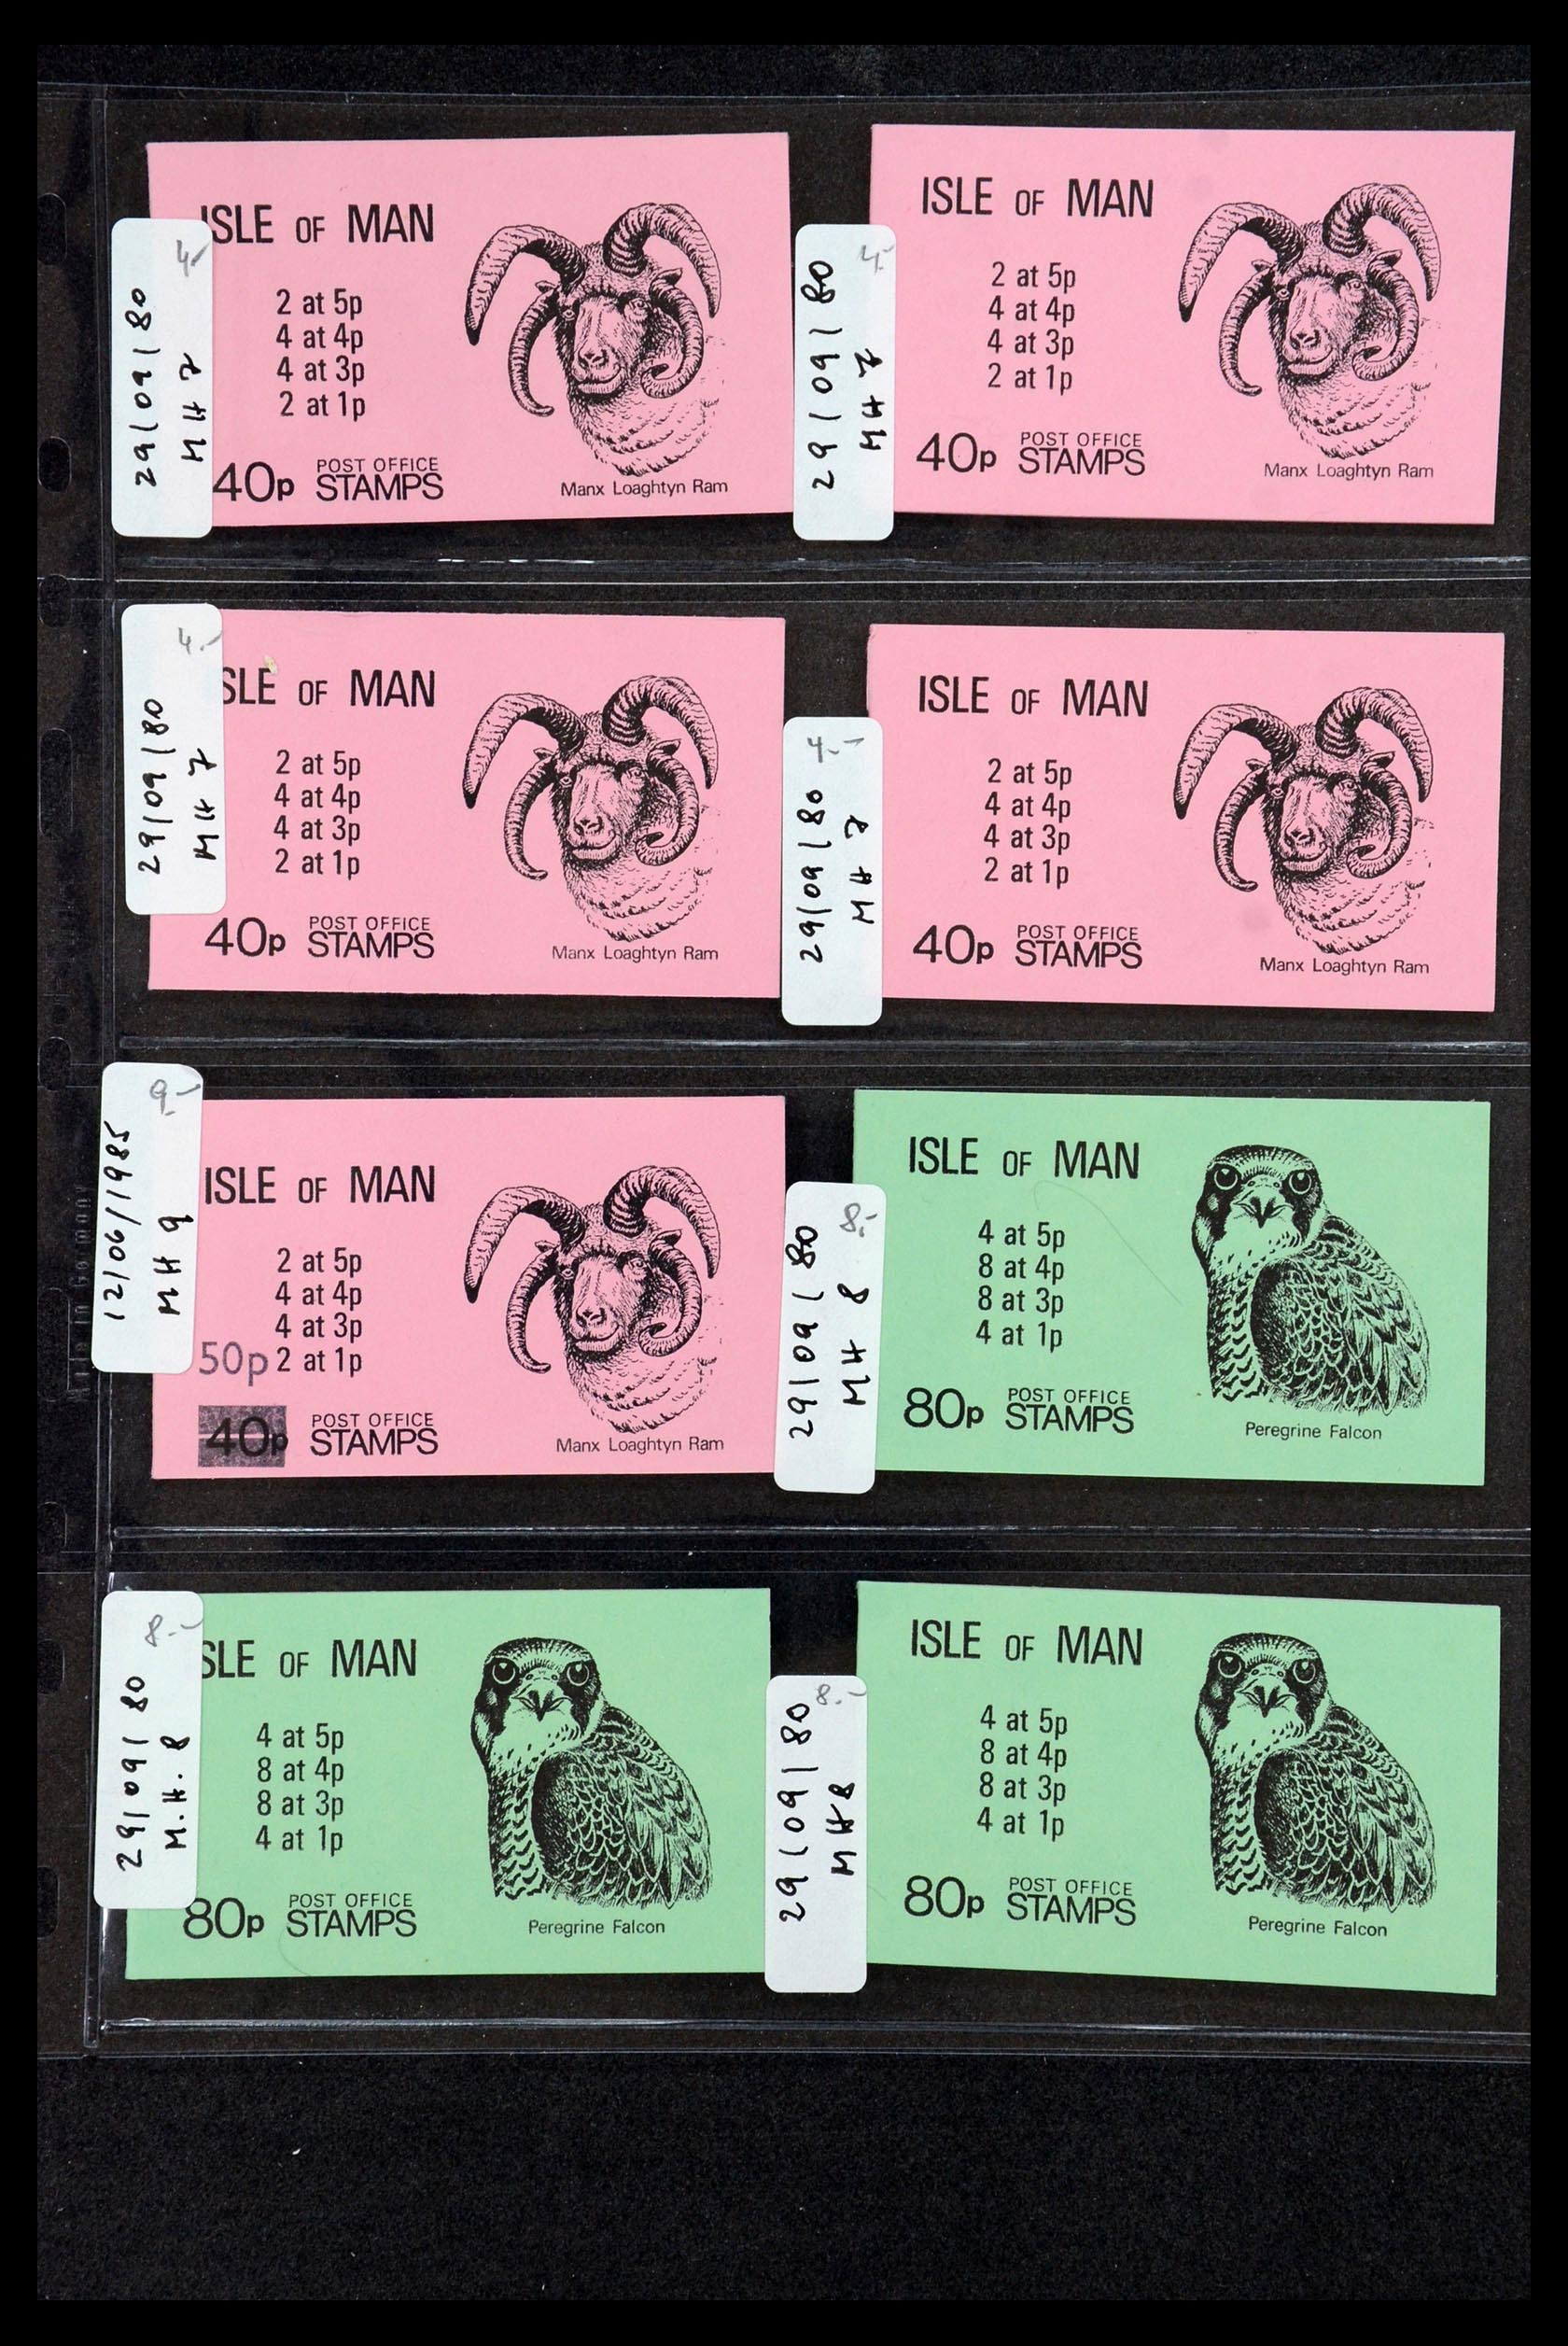 4.-
29/09/80
MH 7
ISLE OF MAN
2 at 5p
4 at 4p
4 at 3p
2 at 1p
40p POST OFFICE STAMPS
Manx Loaghtyn Ram
4.-
29/09/80
MH 7
ISLE OF MAN
2 at 5p
4 at 4p
4 at 3p
2 at 1p
40p POST OFFICE STAMPS
Manx Loaghtyn Ram
4.-
29/09/80
MH 7
SLE OF MAN
2 at 5p
4 at 4p
4 at 3p
2 at 1p
40p POST OFFICE STAMPS
Manx Loaghtyn Ram
4.-
29/09/80
MH 7
ISLE OF MAN
2 at 5p
4 at 4p
4 at 3p
2 at 1p
40p POST OFFICE STAMPS
Manx Loaghtyn Ram
9.-
12/06/1985
MH 9
ISLE OF MAN
2 at 5p
4 at 4p
4 at 3p
50p 2 at 1p
40p POST OFFICE STAMPS
Manx Loaghtyn Ram
8.-
29/09/80
MH 8
ISLE OF MAN
4 at 5p
8 at 4p
8 at 3p
4 at 1p
80p POST OFFICE STAMPS
Peregrine Falcon
8.-
29/09/80
M.H. 8
SLE OF MAN
4 at 5p
8 at 4p
8 at 3p
4 at 1p
80p POST OFFICE STAMPS
Peregrine Falcon
8.-
29/09/80
MH8
ISLE OF MAN
4 at 5p
8 at 4p
8 at 3p
4 at 1p
80p POST OFFICE STAMPS
Peregrine Falcon